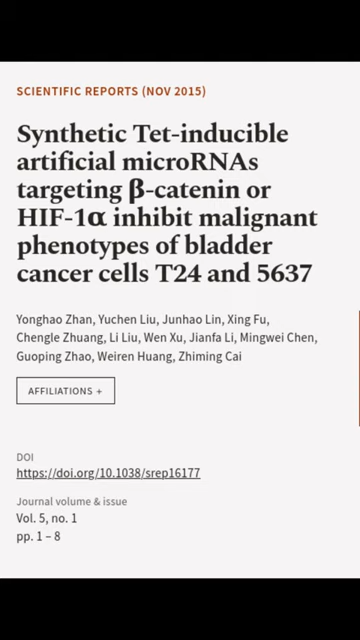 SCIENTIFIC REPORTS (NOV 2015)
Synthetic Tet-inducible
artificial microRNAs
targeting β-catenin or
HIF-1α inhibit malignant
phenotypes of bladder
cancer cells T24 and 5637
Yonghao Zhan, Yuchen Liu, Junhao Lin, Xing Fu,
Chengle Zhuang, Li Liu, Wen Xu, Jianfa Li, Mingwei Chen,
Guoping Zhao, Weiren Huang, Zhiming Cai
AFFILIATIONS +
DOI
https://doi.org/10.1038/srep16177
Journal volume & issue
Vol. 5, no. 1
pp. 1 – 8